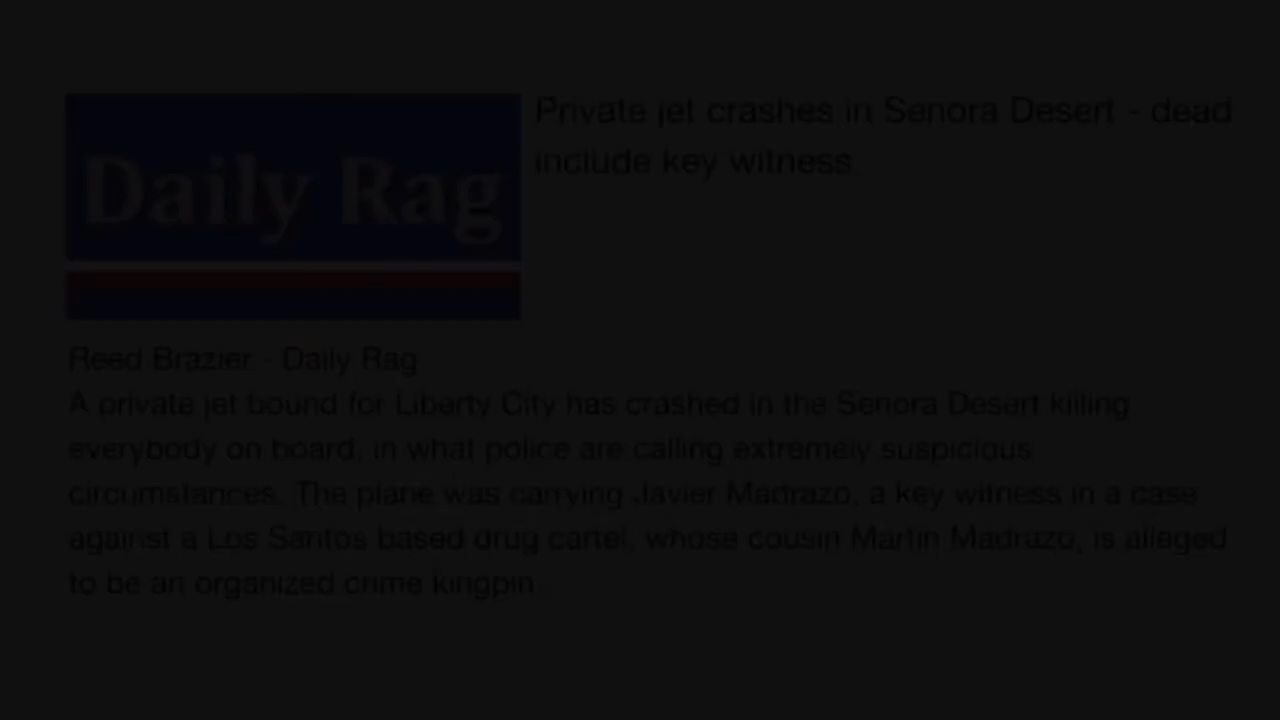 Daily Rag
Private jet crashes in Senora Desert - dead
include key witness.
Reed Brazier - Daily Rag
A private jet bound for Liberty City has crashed in the Senora Desert killing
everybody on board, in what police are calling extremely suspicious
circumstances. The plane was carrying Javier Madrazo, a key witness in a case
against a Los Santos based drug cartel, whose cousin Martin Madrazo, is alleged
to be an organized crime kingpin.